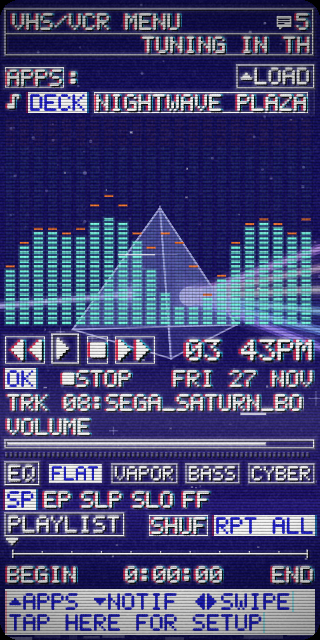 VHS/VCR MENU 5
TUNING IN TH
APPS: ▲LOAD
♪ DECK NIGHTWAVE PLAZA
03 43PM
OK ■STOP FRI 27 NOV
TRK 08:SEGA_SATURN_BO
VOLUME
EQ FLAT VAPOR BASS CYBER
SP EP SLP SLO FF
PLAYLIST SHUF RPT ALL
BEGIN 0:00:00 END
▲APPS ▼NOTIF ◀▶SWIPE
TAP HERE FOR SETUP